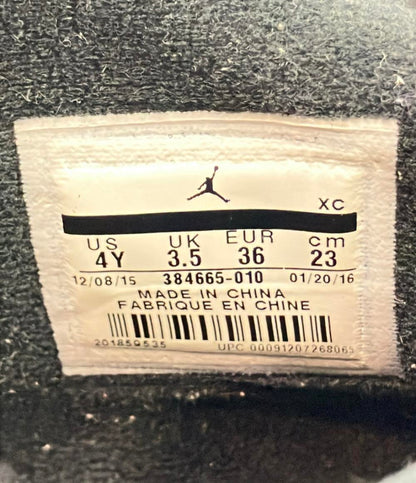 XC
US UK EUR cm
4Y 3.5 36 23
12/08/15 384665-010 01/20/16
MADE IN CHINA
FABRIQUE EN CHINE
201859535 UPC 00091207268065